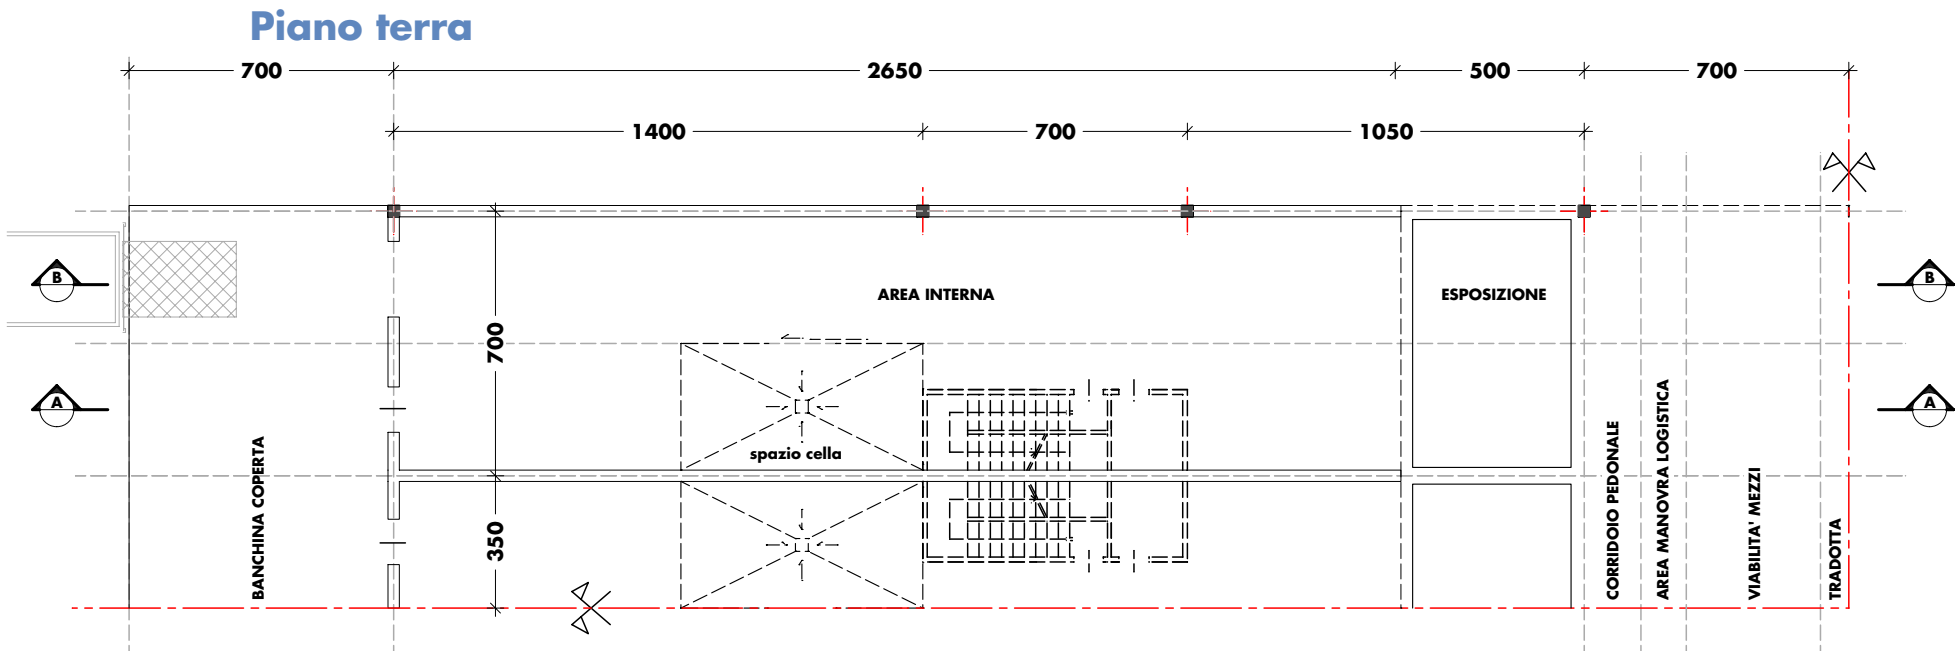 Piano terra
700
2650
500
700
1400
700
1050
B
B
AREA INTERNA
ESPOSIZIONE
700
A
A
spazio cella
BANCHINA COPERTA
350
CORRIDOIO PEDONALE
AREA MANOVRA LOGISTICA
VIABILITA' MEZZI
TRADOTTA